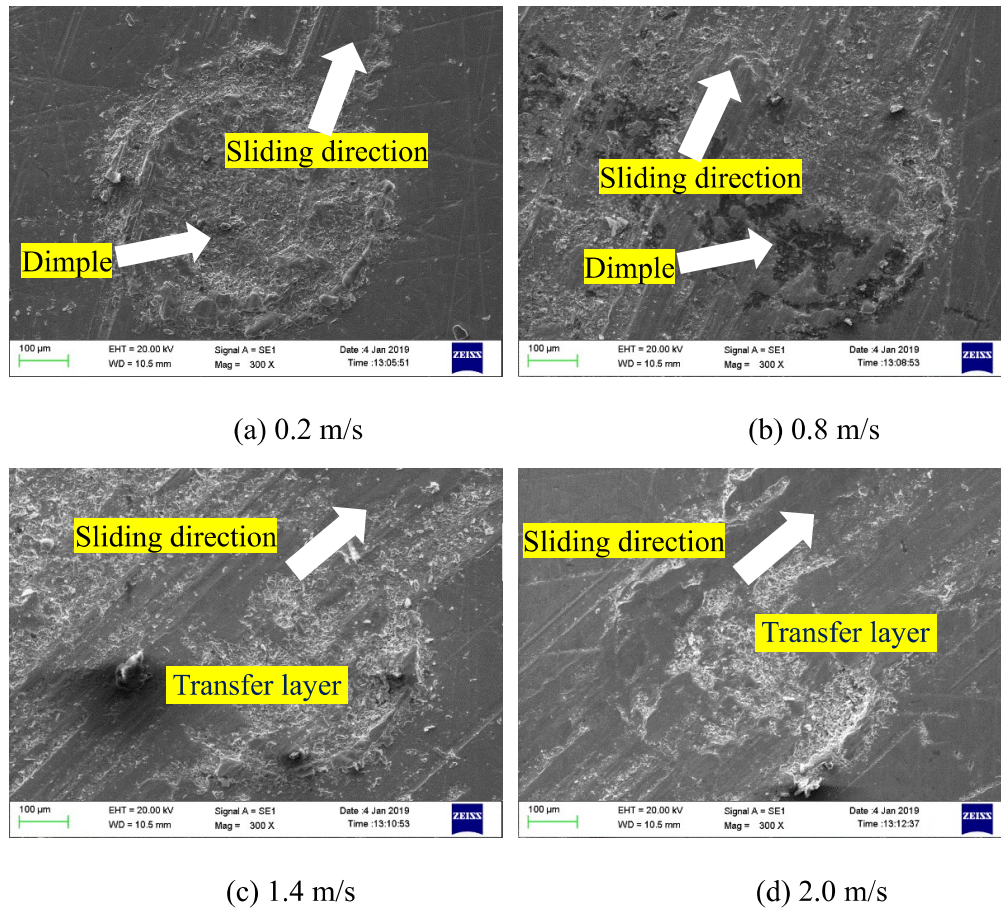 Sliding direction
Dimple
100 µm
EHT = 20.00 kV
WD = 10.5 mm
Signal A = SE1
Mag = 300 X
Date :4 Jan 2019
Time :13:05:51
ZEISS
Sliding direction
Dimple
100 µm
EHT = 20.00 kV
WD = 10.5 mm
Signal A = SE1
Mag = 300 X
Date :4 Jan 2019
Time :13:08:53
ZEISS
(a) 0.2 m/s
(b) 0.8 m/s
Sliding direction
Transfer layer
100 µm
EHT = 20.00 kV
WD = 10.5 mm
Signal A = SE1
Mag = 300 X
Date :4 Jan 2019
Time :13:10:53
ZEISS
Sliding direction
Transfer layer
100 µm
EHT = 20.00 kV
WD = 10.5 mm
Signal A = SE1
Mag = 300 X
Date :4 Jan 2019
Time :13:12:37
ZEISS
(c) 1.4 m/s
(d) 2.0 m/s